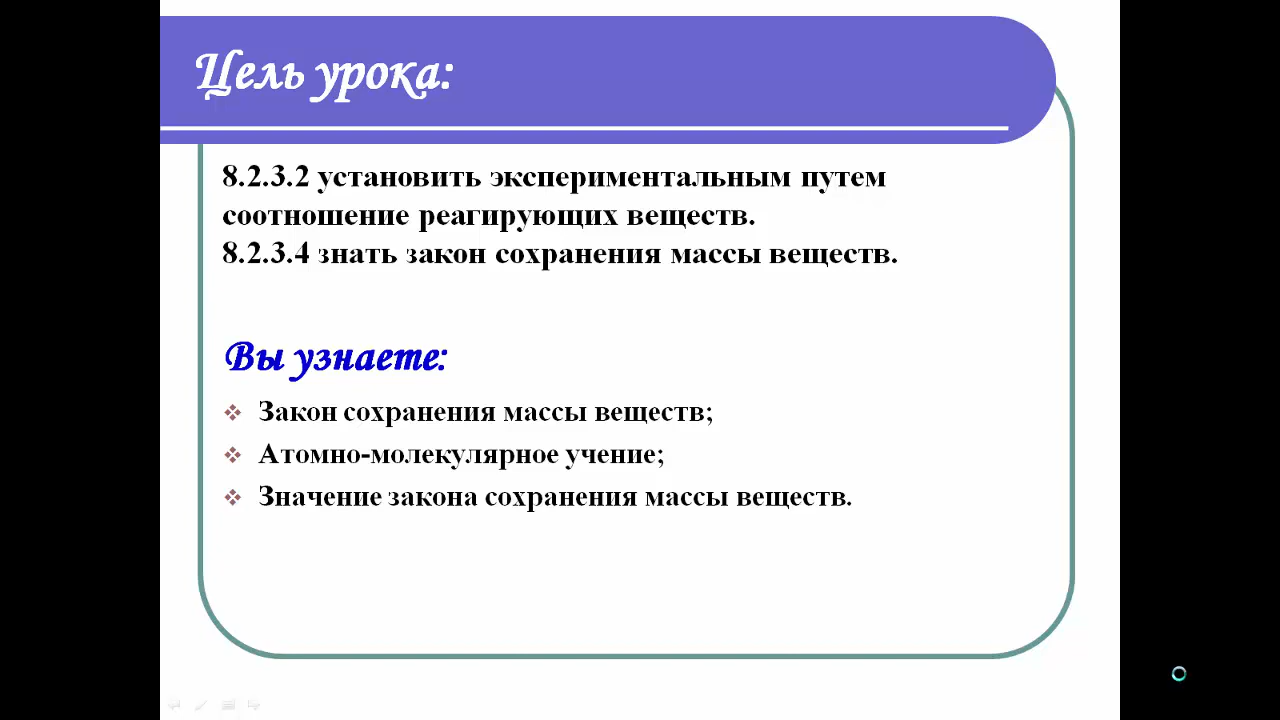 Цель урока:
8.2.3.2 установить экспериментальным путем
соотношение реагирующих веществ.
8.2.3.4 знать закон сохранения массы веществ.
Вы узнаете:
Закон сохранения массы веществ;
Атомно-молекулярное учение;
Значение закона сохранения массы веществ.